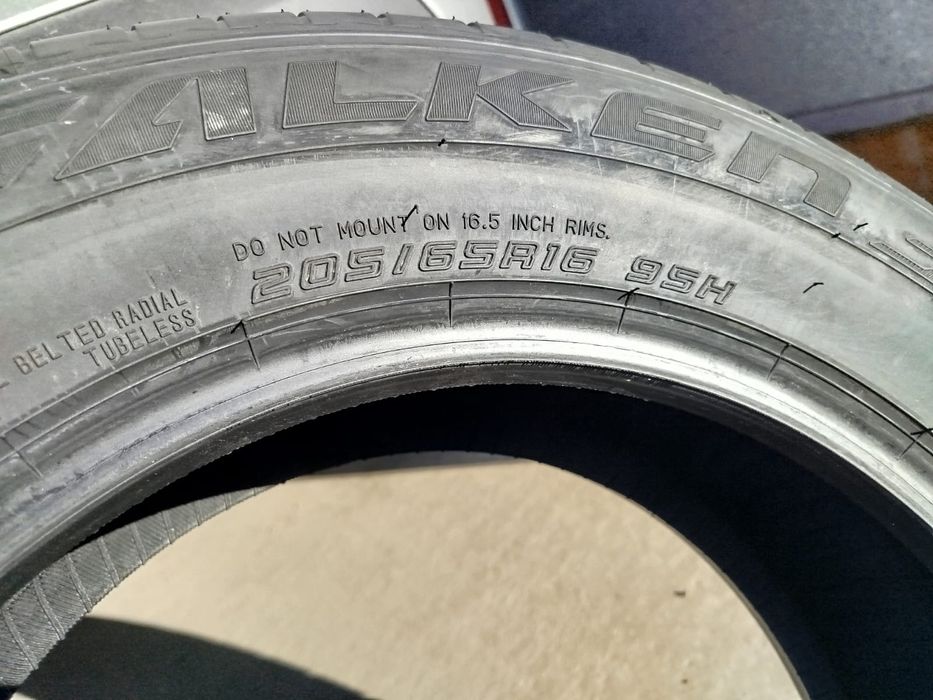 FALKEN
DO NOT MOUNT ON 16.5 INCH RIMS.
205/65R16 95H
BELTED RADIAL
TUBELESS